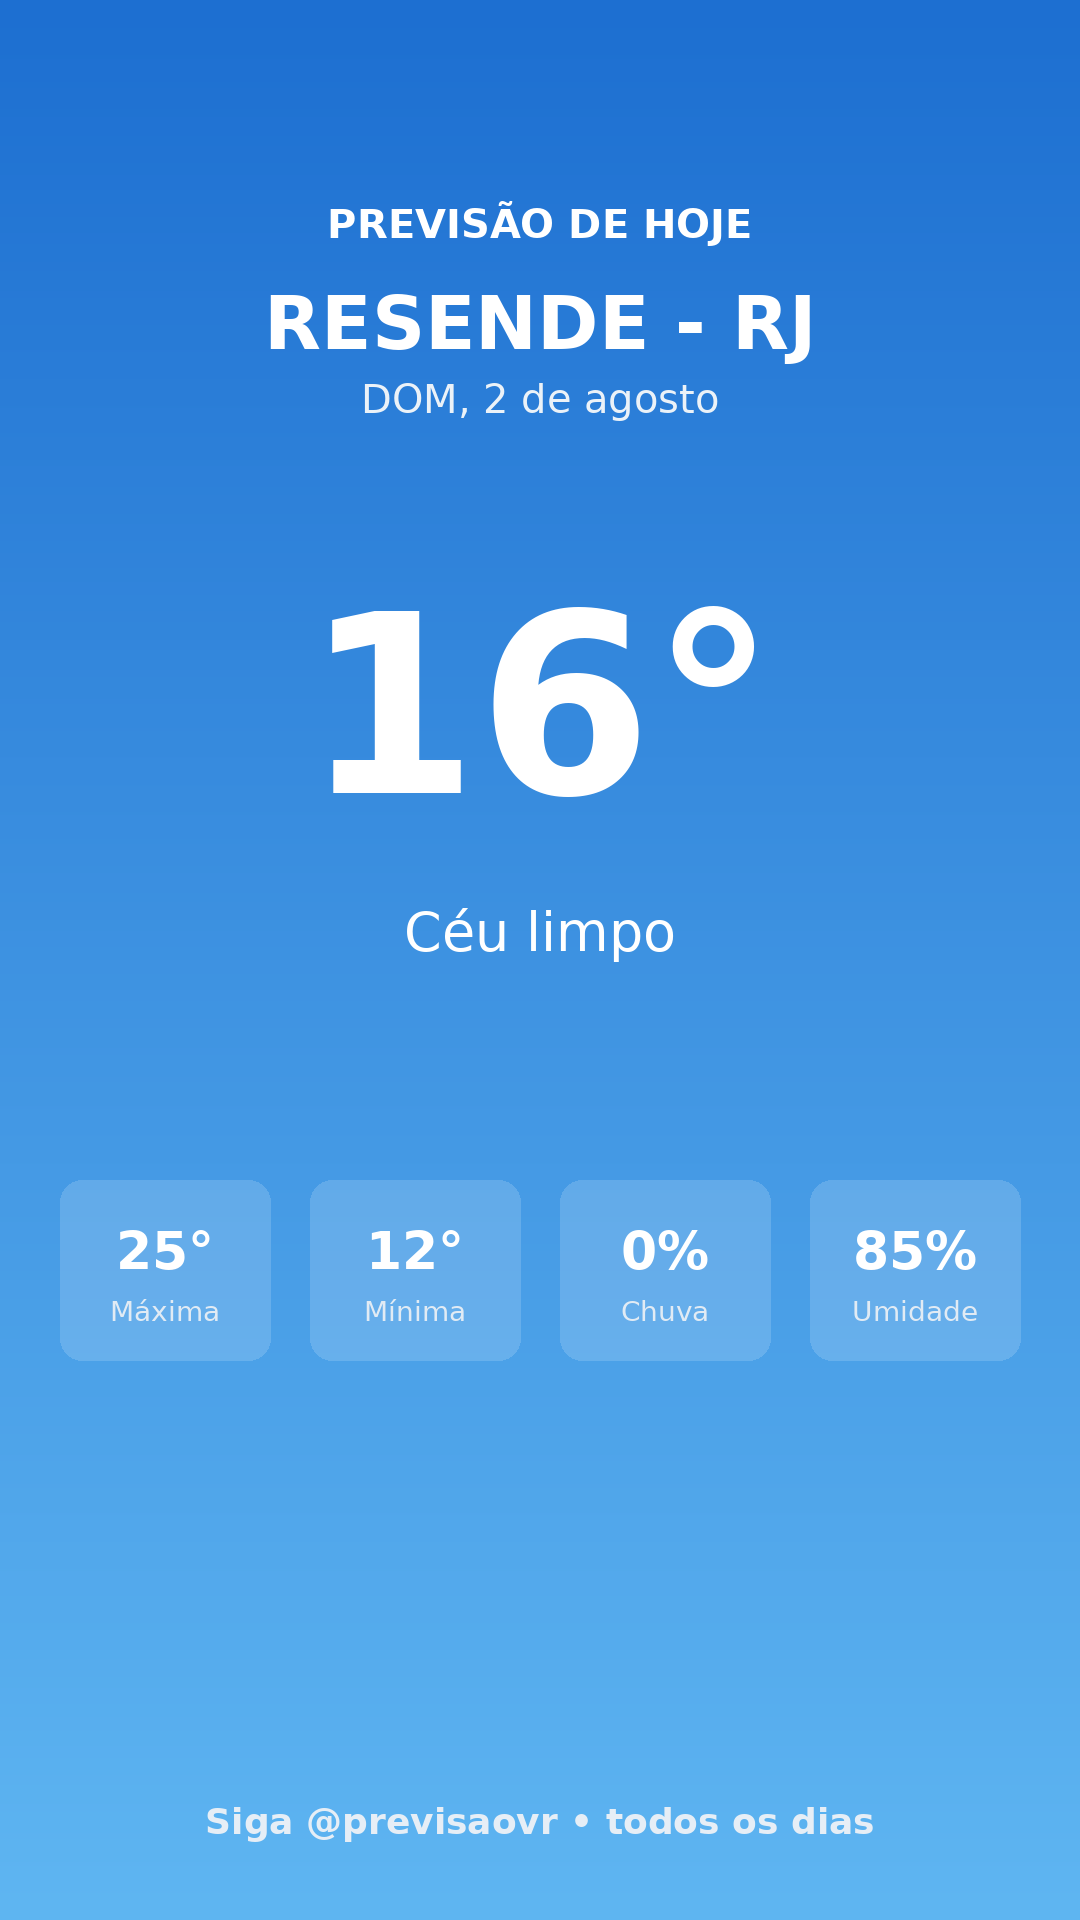 PREVISÃO DE HOJE
RESENDE - RJ
DOM, 2 de agosto
16°
Céu limpo
25° 12° 0% 85%
Máxima Mínima Chuva Umidade
Siga @previsaovr • todos os dias